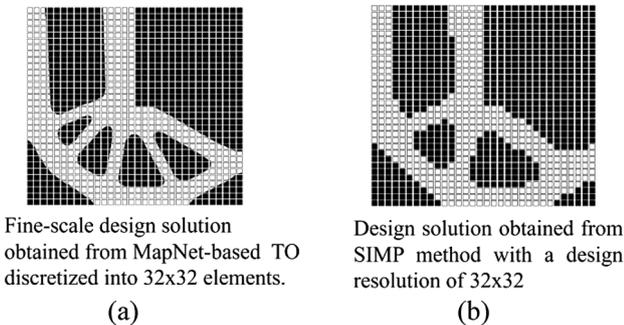 Fine-scale design solution
obtained from MapNet-based TO
discretized into 32x32 elements.
(a)
Design solution obtained from
SIMP method with a design
resolution of 32x32
(b)